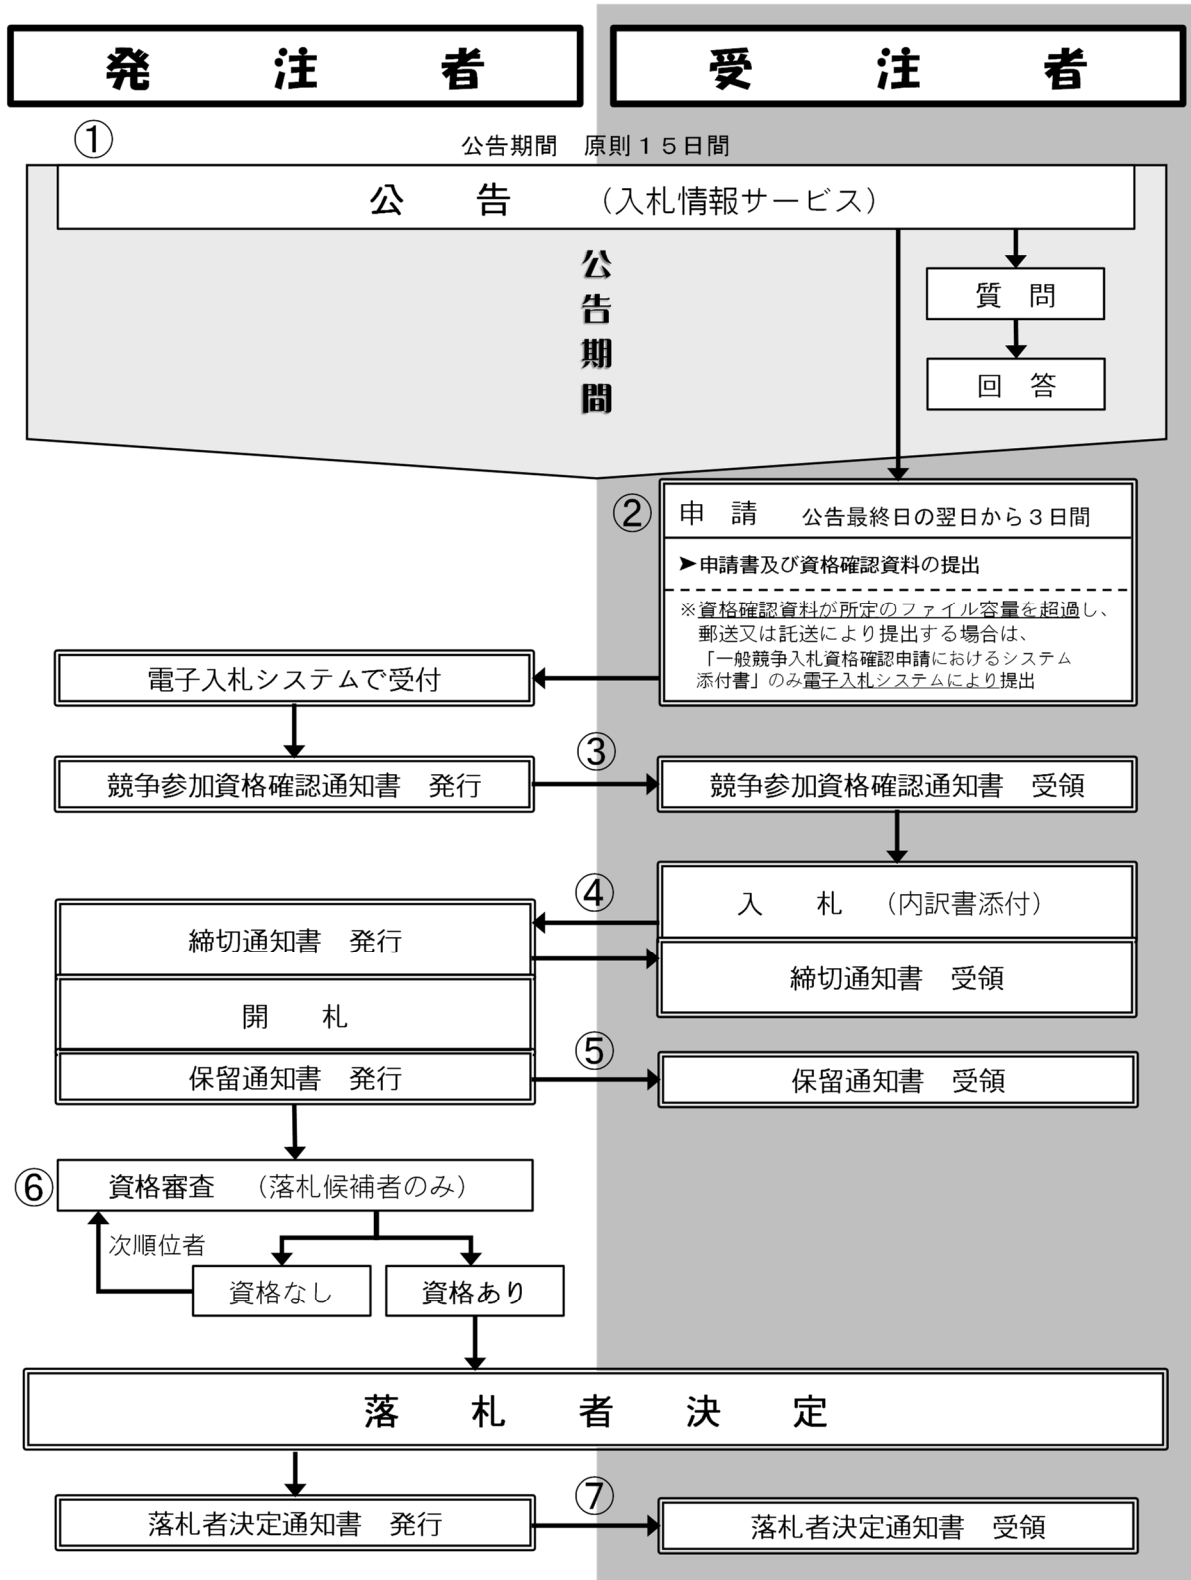 発　注　者
受　注　者
①
公告期間　原則１５日間
公　告　（入札情報サービス）
公告期間
質　問
回　答
②
申　請　公告最終日の翌日から３日間
➤申請書及び資格確認資料の提出
※資格確認資料が所定のファイル容量を超過し、
郵送又は託送により提出する場合は、
「一般競争入札資格確認申請におけるシステム
添付書」のみ電子入札システムにより提出
電子入札システムで受付
③
競争参加資格確認通知書　発行
競争参加資格確認通知書　受領
④
入　札　（内訳書添付）
締切通知書　発行
締切通知書　受領
開　札
⑤
保留通知書　発行
保留通知書　受領
⑥
資格審査　（落札候補者のみ）
次順位者
資格なし
資格あり
落　札　者　決　定
⑦
落札者決定通知書　発行
落札者決定通知書　受領